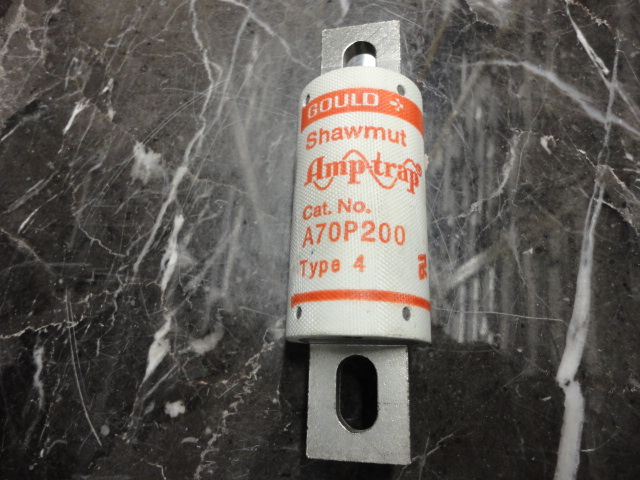 GOULD
Shawmut
Amp-trap®
Cat. No.
A70P200
Type 4